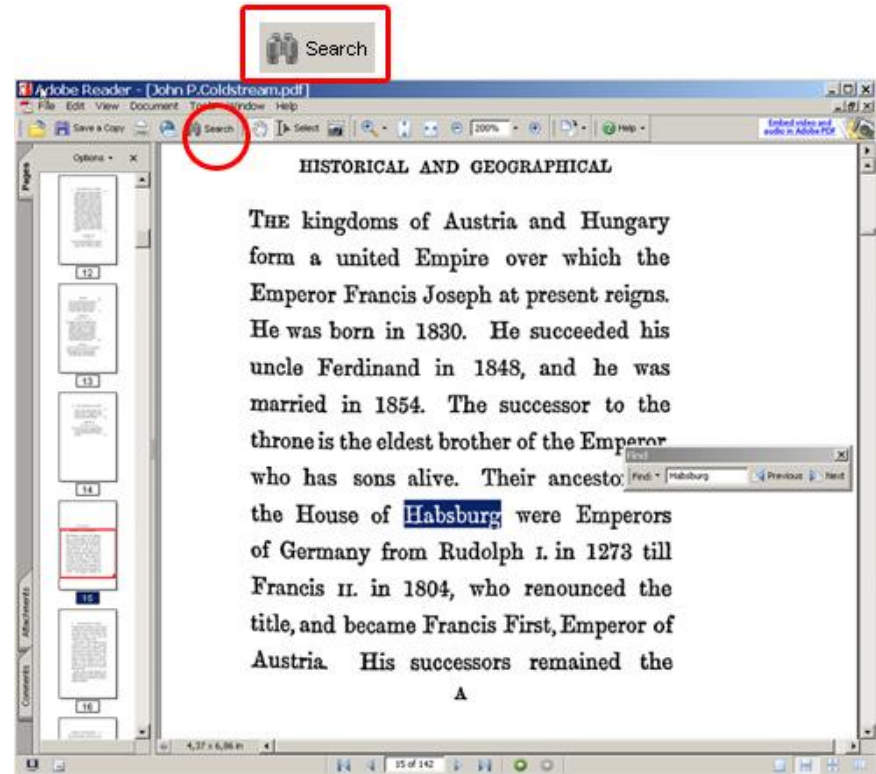 Search
Adobe Reader - [John P.Coldstream.pdf]
File Edit View Document Tools Window Help
Save a Copy Search Select 200% Help
Embed video and
audio in Adobe PDF
Options
Pages
12
13
14
15
16
Attachments
Comments
HISTORICAL AND GEOGRAPHICAL
THE kingdoms of Austria and Hungary
form a united Empire over which the
Emperor Francis Joseph at present reigns.
He was born in 1830. He succeeded his
uncle Ferdinand in 1848, and he was
married in 1854. The successor to the
throne is the eldest brother of the Emperor
who has sons alive. Their
the House of Habsburg were Emperors
of Germany from Rudolph I. in 1273 till
Francis II. in 1804, who renounced the
title, and became Francis First, Emperor of
Austria. His successors remained the
A
Find
Find: Habsburg Previous Next
4,37 x 6,86 in
15 of 142